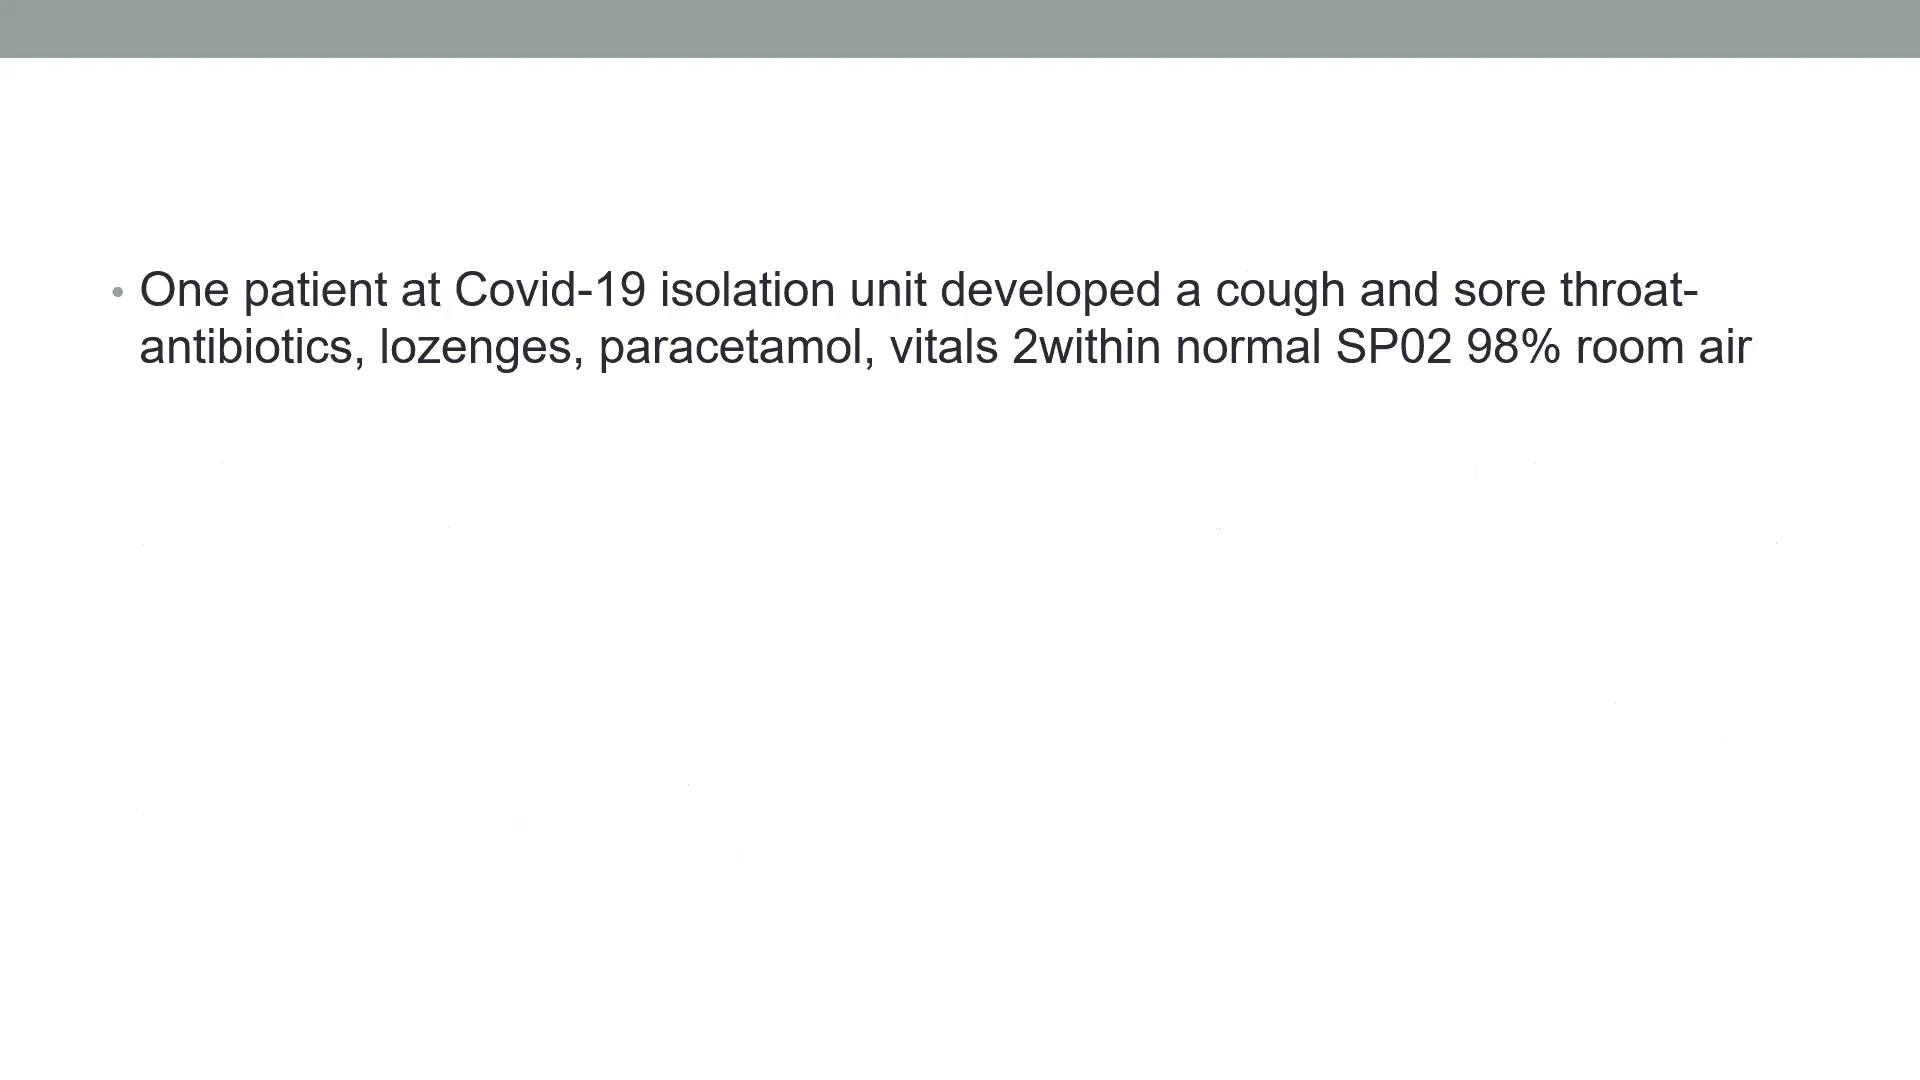 • One patient at Covid-19 isolation unit developed a cough and sore throat-
antibiotics, lozenges, paracetamol, vitals 2within normal SP02 98% room air